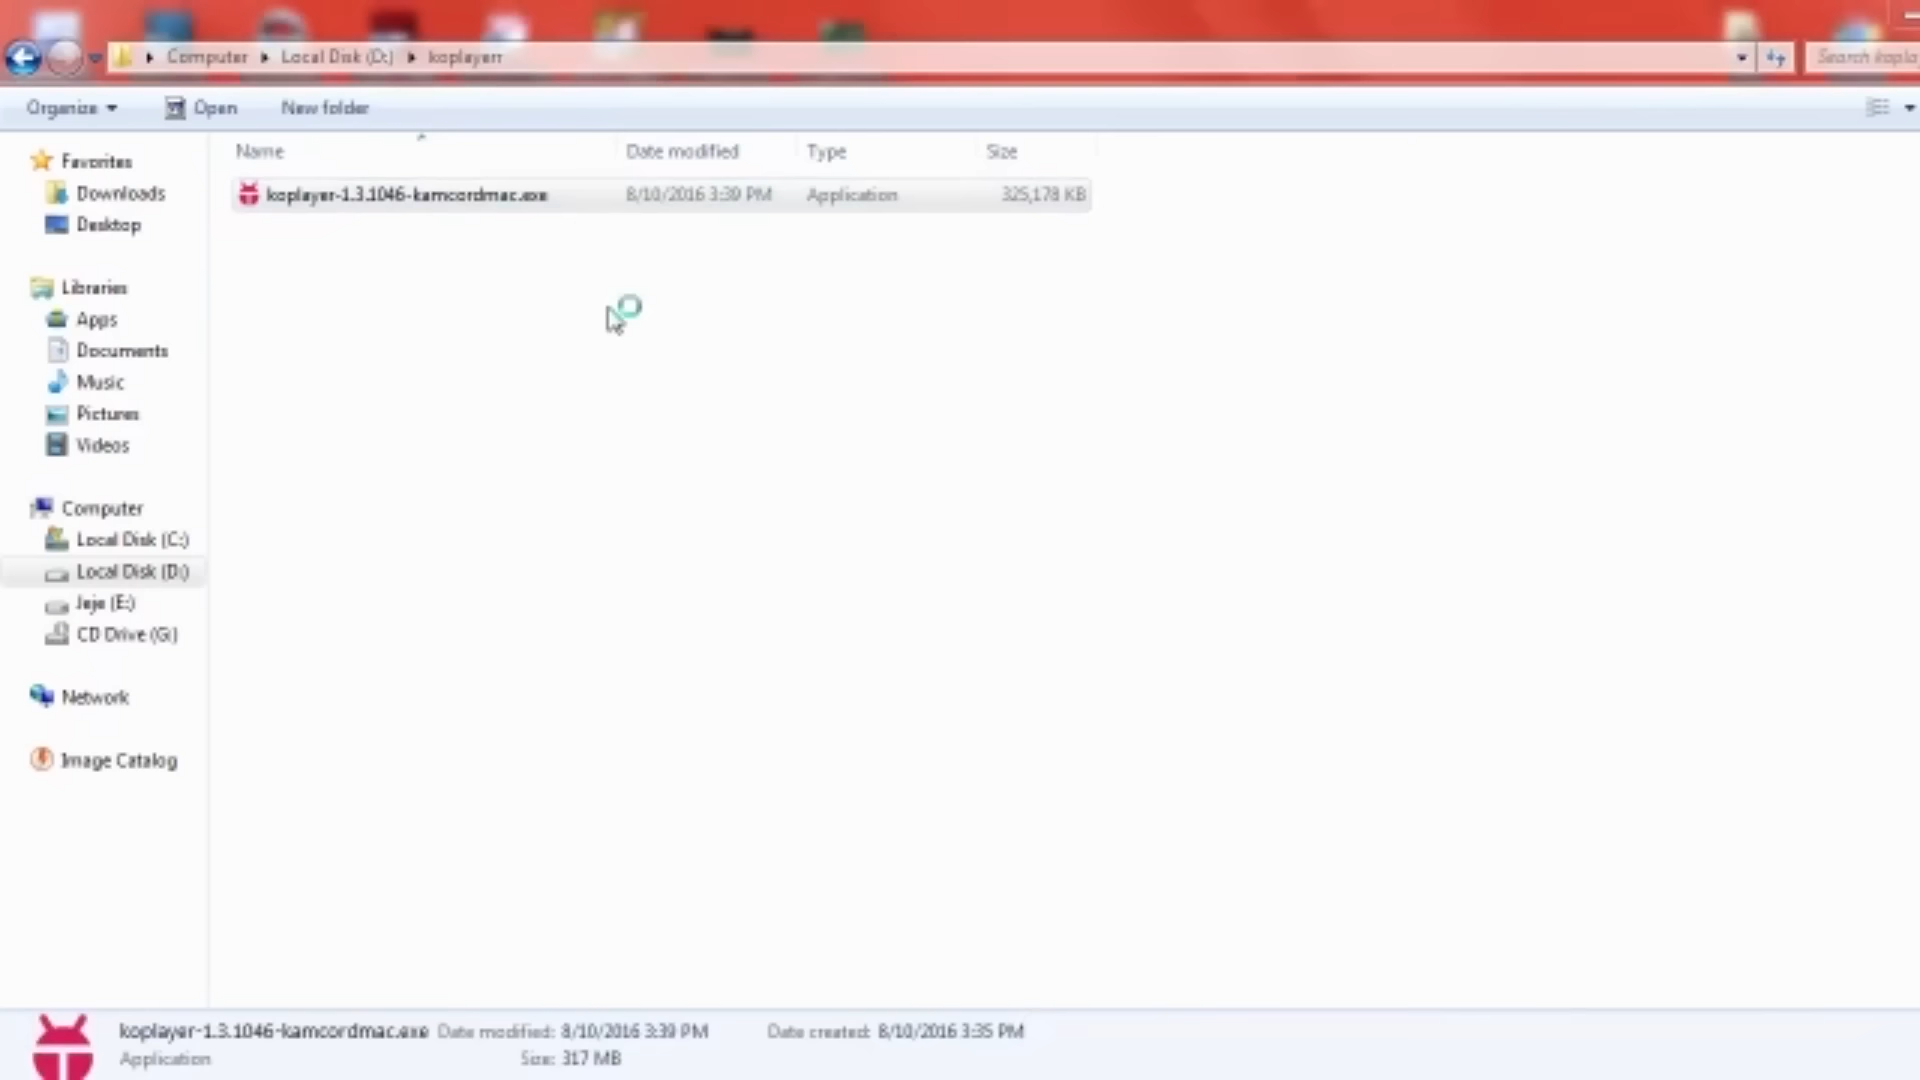 Computer ▸ Local Disk (D:) ▸ koplayerr
Organize Open New folder
Name Date modified Type Size
koplayer-1.3.1046-kamcordmac.exe 8/10/2016 3:39 PM Application 325,178 KB
Favorites
Downloads
Desktop
Libraries
Apps
Documents
Music
Pictures
Videos
Computer
Local Disk (C:)
Local Disk (D:)
Jeje (E:)
CD Drive (G:)
Network
Image Catalog
koplayer-1.3.1046-kamcordmac.exe Date modified: 8/10/2016 3:39 PM Date created: 8/10/2016 3:35 PM
Application Size: 317 MB